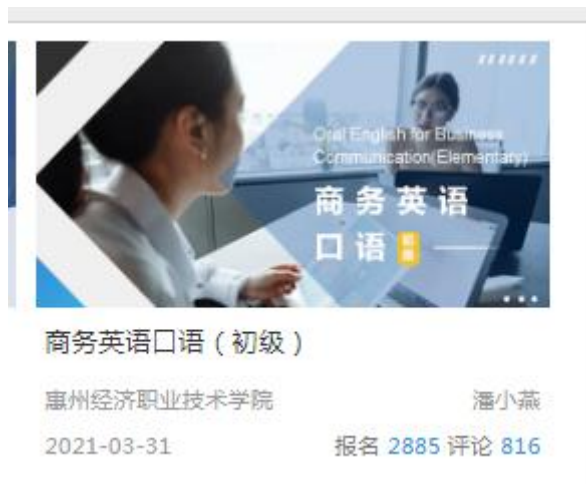 Oral English for Business
Communication(Elementary)
商务英语
口语 初级
商务英语口语（初级）
惠州经济职业技术学院 潘小燕
2021-03-31 报名 2885 评论 816